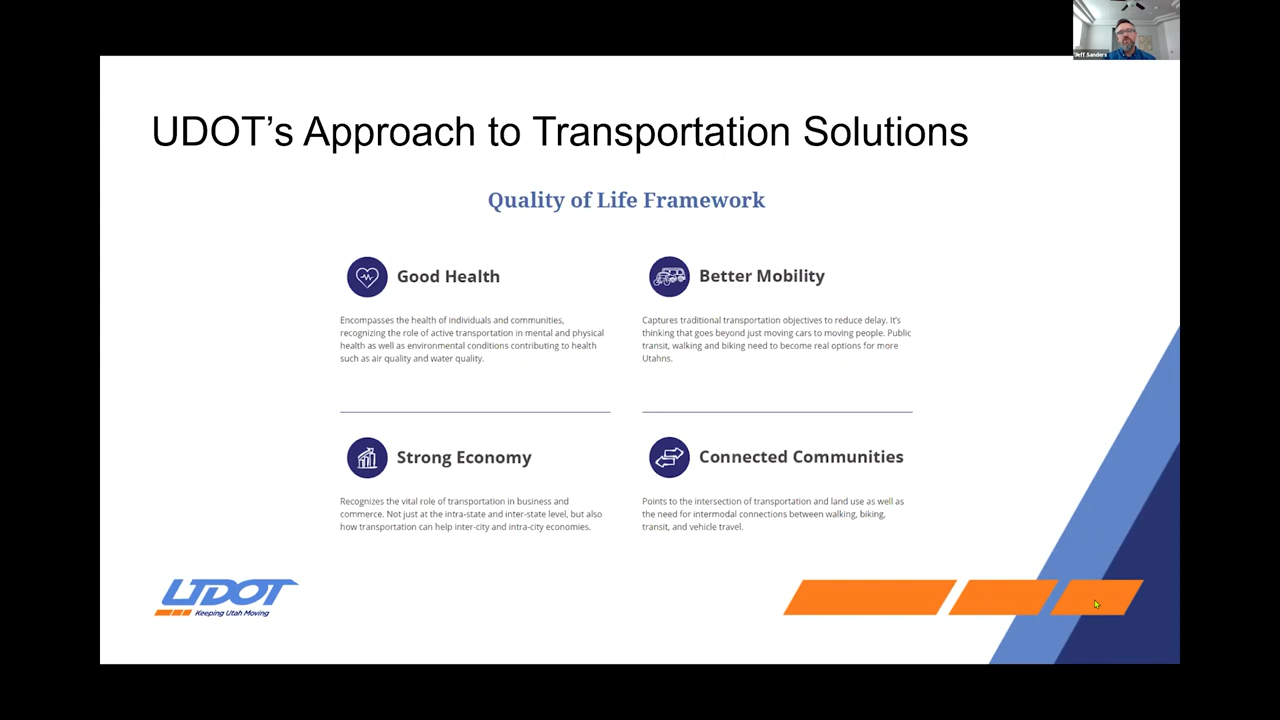 Jeff Sanders
UDOT’s Approach to Transportation Solutions
Quality of Life Framework
Good Health
Encompasses the health of individuals and communities,
recognizing the role of active transportation in mental and physical
health as well as environmental conditions contributing to health
such as air quality and water quality.
Better Mobility
Captures traditional transportation objectives to reduce delay. It’s
thinking that goes beyond just moving cars to moving people. Public
transit, walking and biking need to become real options for more
Utahns.
Strong Economy
Recognizes the vital role of transportation in business and
commerce. Not just at the intra-state and inter-state level, but also
how transportation can help inter-city and intra-city economies.
Connected Communities
Points to the intersection of transportation and land use as well as
the need for intermodal connections between walking, biking,
transit, and vehicle travel.
UDOT
Keeping Utah Moving